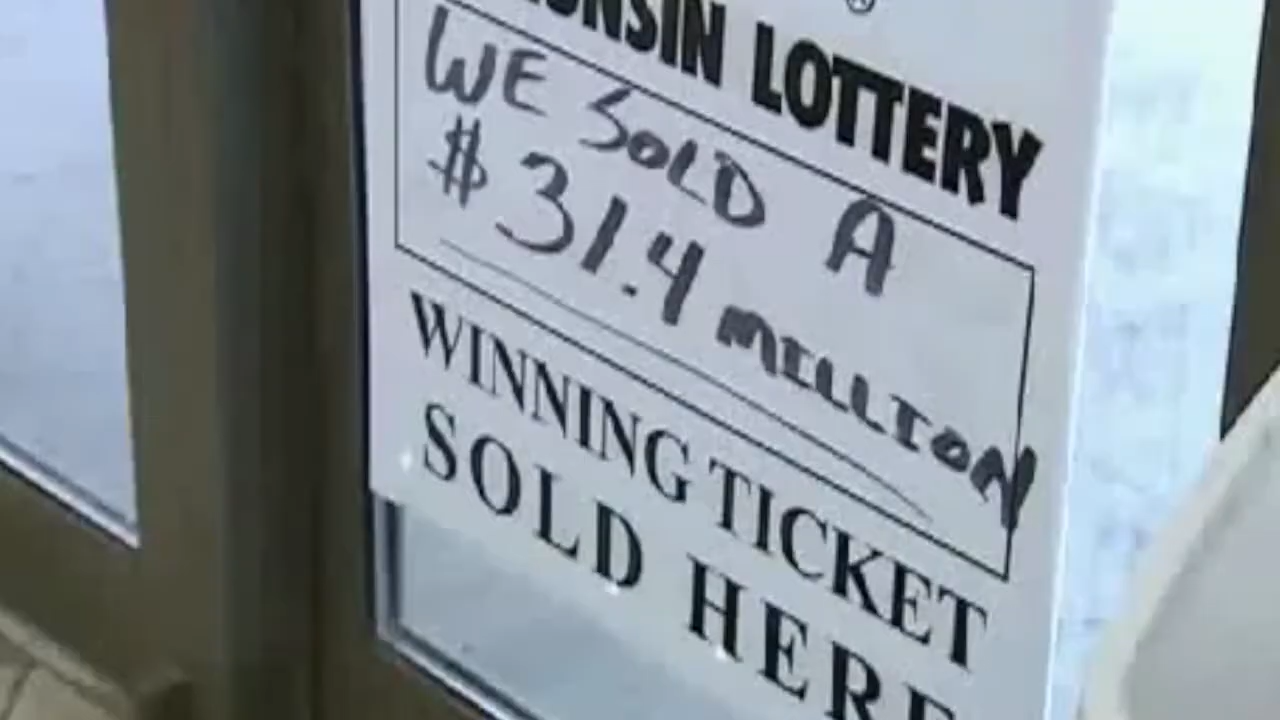 LOTTERY
WE SOLD A
$31.4 MILLION
WINNING TICKET
SOLD HERE